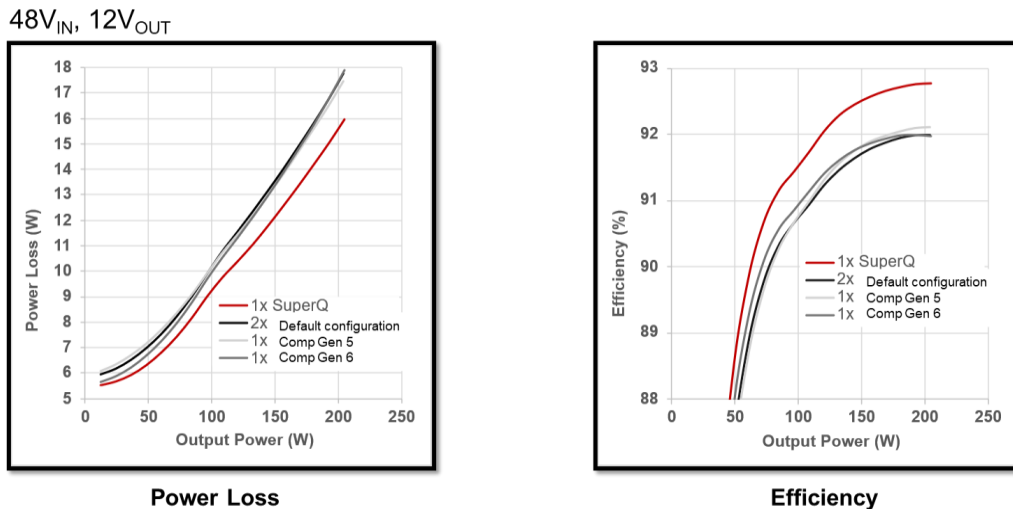 48VIN, 12VOUT
18
17
16
15
14
13
12
11
10
9
8
7
6
5
0 50 100 150 200 250
Power Loss (W)
Output Power (W)
1x SuperQ
2x Default configuration
1x Comp Gen 5
1x Comp Gen 6
Power Loss
93
92
91
90
89
88
0 50 100 150 200 250
Efficiency (%)
Output Power (W)
1x SuperQ
2x Default configuration
1x Comp Gen 5
1x Comp Gen 6
Efficiency